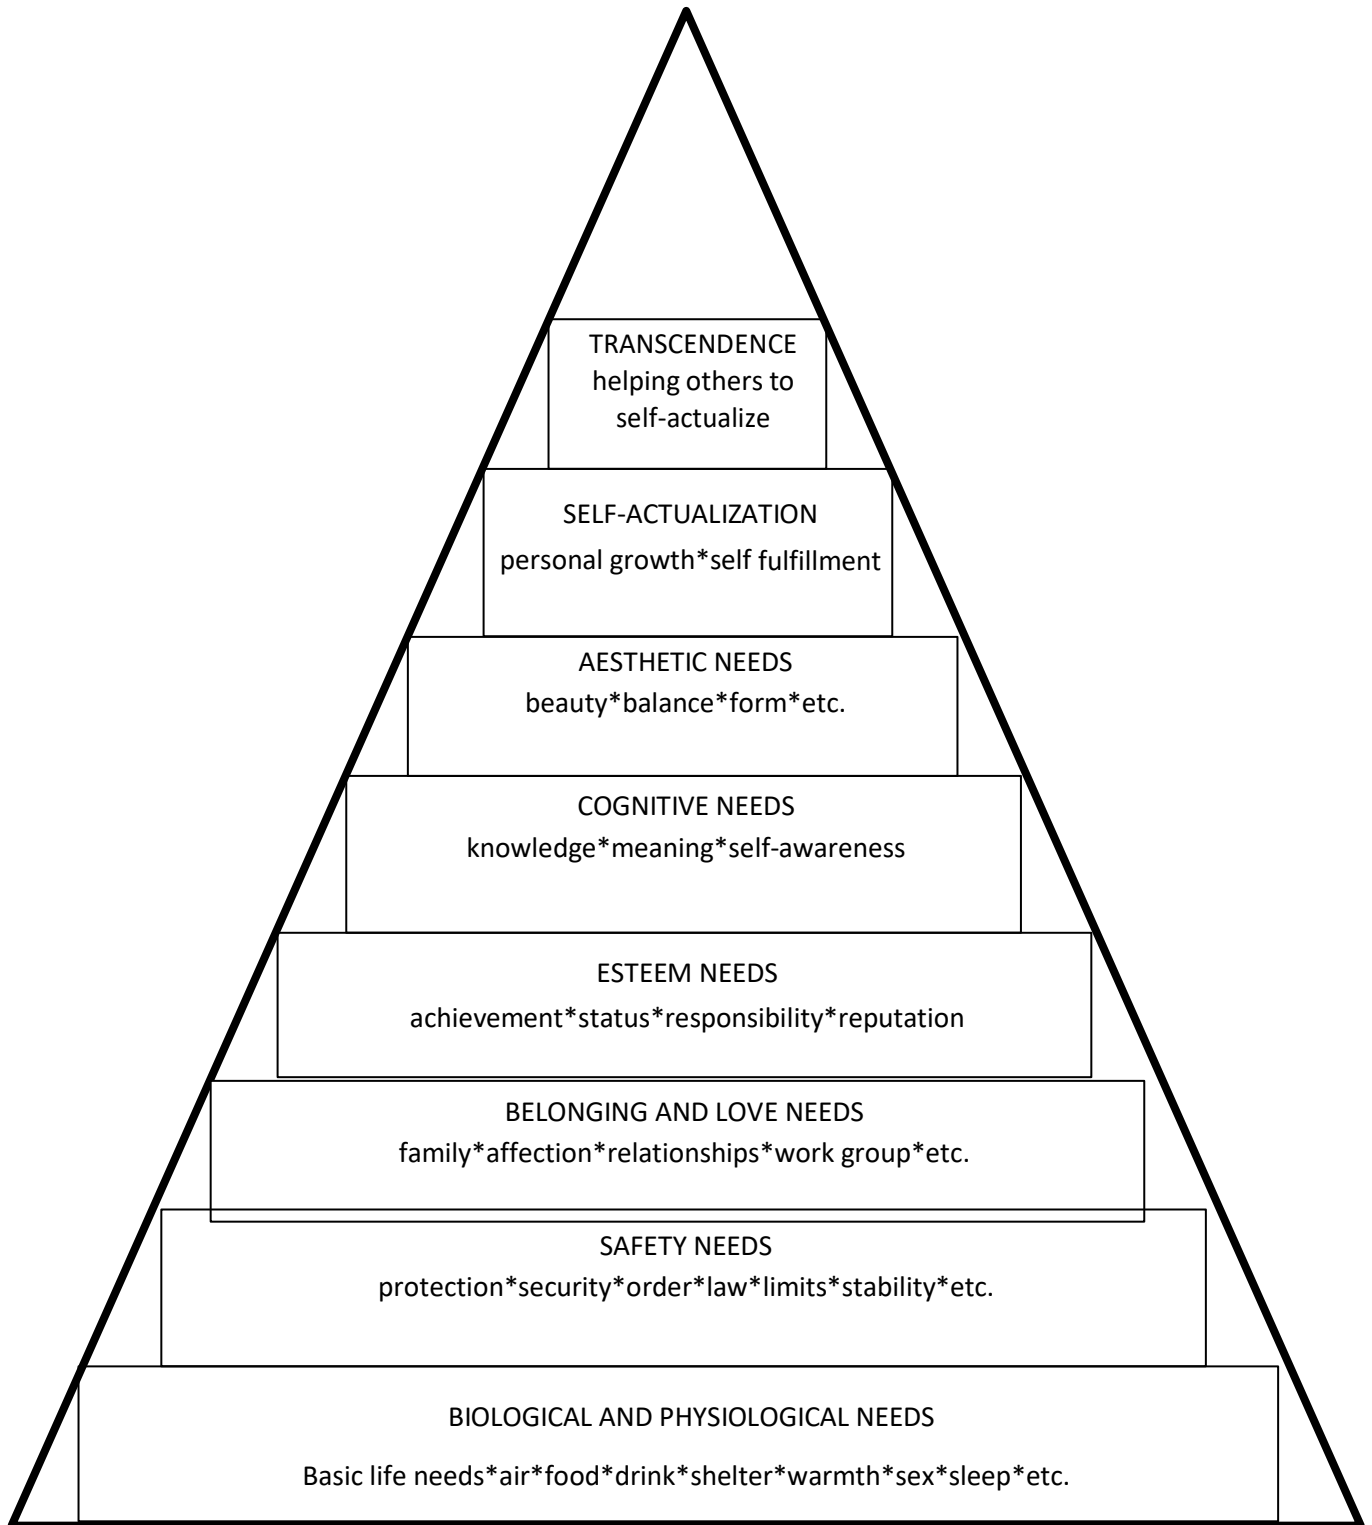 TRANSCENDENCE
helping others to
self-actualize
SELF-ACTUALIZATION
personal growth*self fulfillment
AESTHETIC NEEDS
beauty*balance*form*etc.
COGNITIVE NEEDS
knowledge*meaning*self-awareness
ESTEEM NEEDS
achievement*status*responsibility*reputation
BELONGING AND LOVE NEEDS
family*affection*relationships*work group*etc.
SAFETY NEEDS
protection*security*order*law*limits*stability*etc.
BIOLOGICAL AND PHYSIOLOGICAL NEEDS
Basic life needs*air*food*drink*shelter*warmth*sex*sleep*etc.